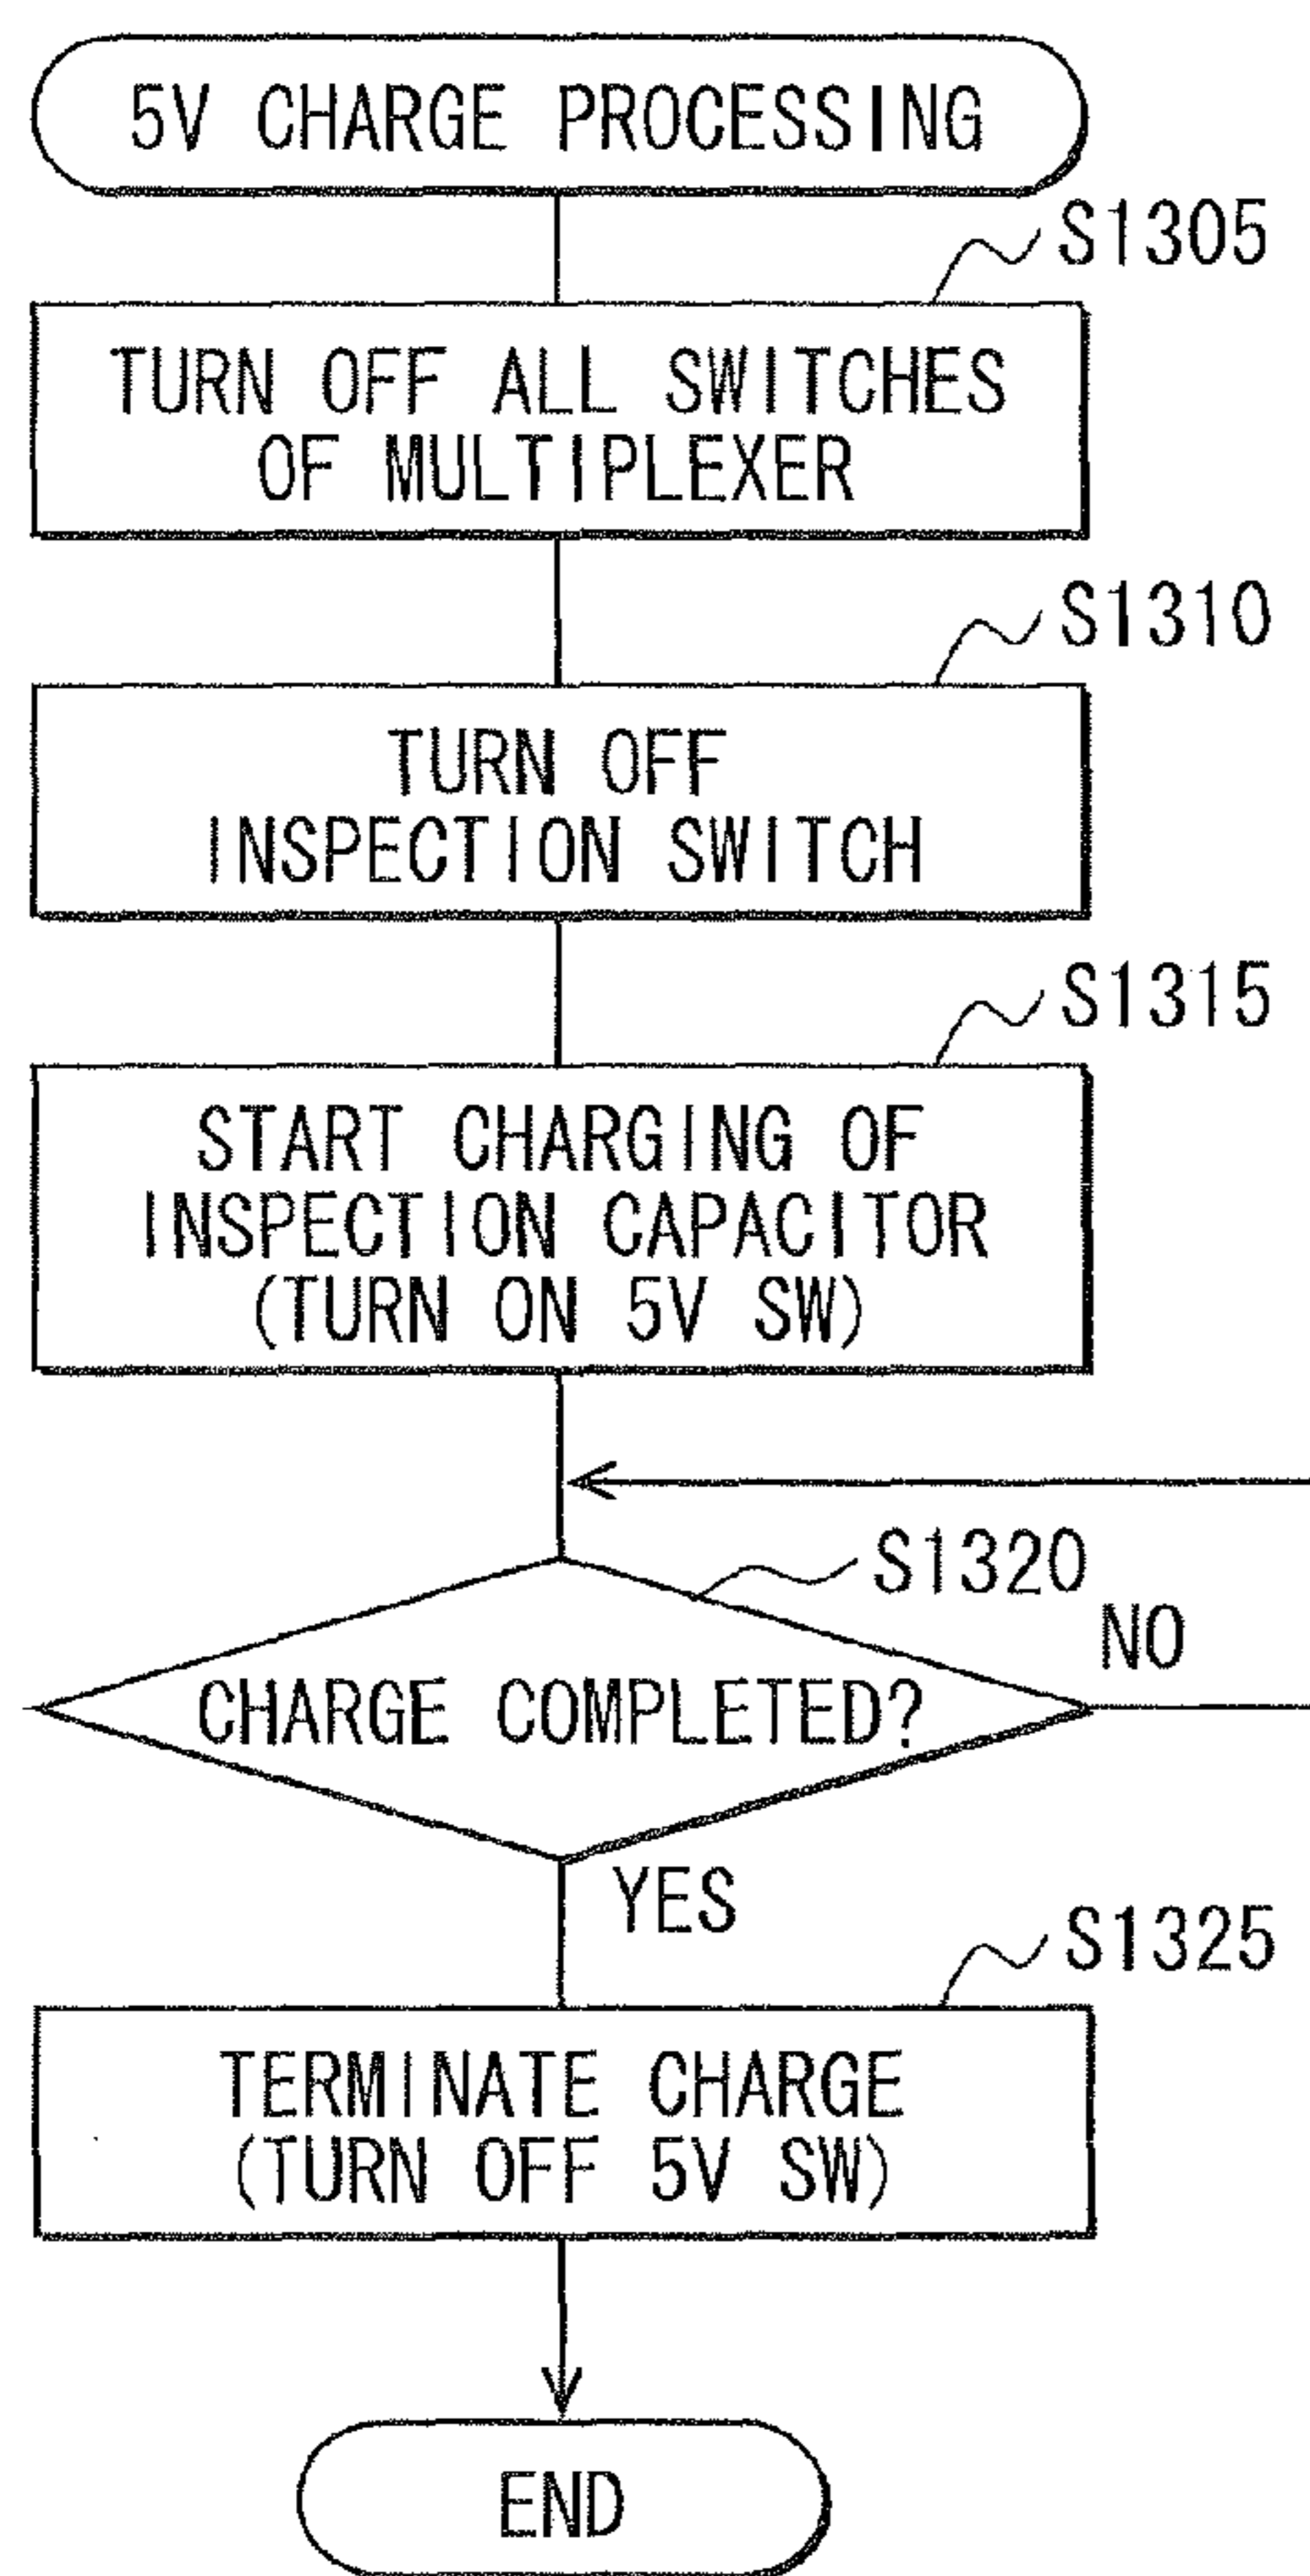 5V CHARGE PROCESSING
S1305
TURN OFF ALL SWITCHES
OF MULTIPLEXER
S1310
TURN OFF
INSPECTION SWITCH
S1315
START CHARGING OF
INSPECTION CAPACITOR
(TURN ON 5V SW)
S1320
NO
CHARGE COMPLETED?
YES
S1325
TERMINATE CHARGE
(TURN OFF 5V SW)
END